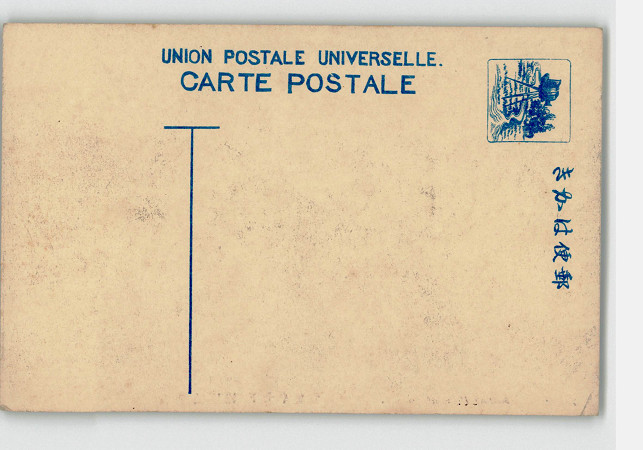 UNION POSTALE UNIVERSELLE.
CARTE POSTALE
郵便はかき